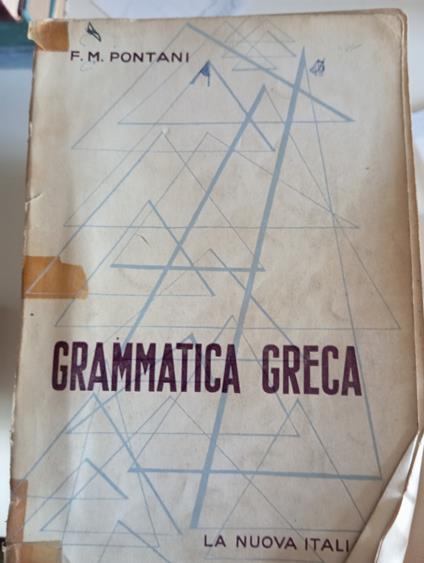 F. M. PONTANI
GRAMMATICA GRECA
LA NUOVA ITALI